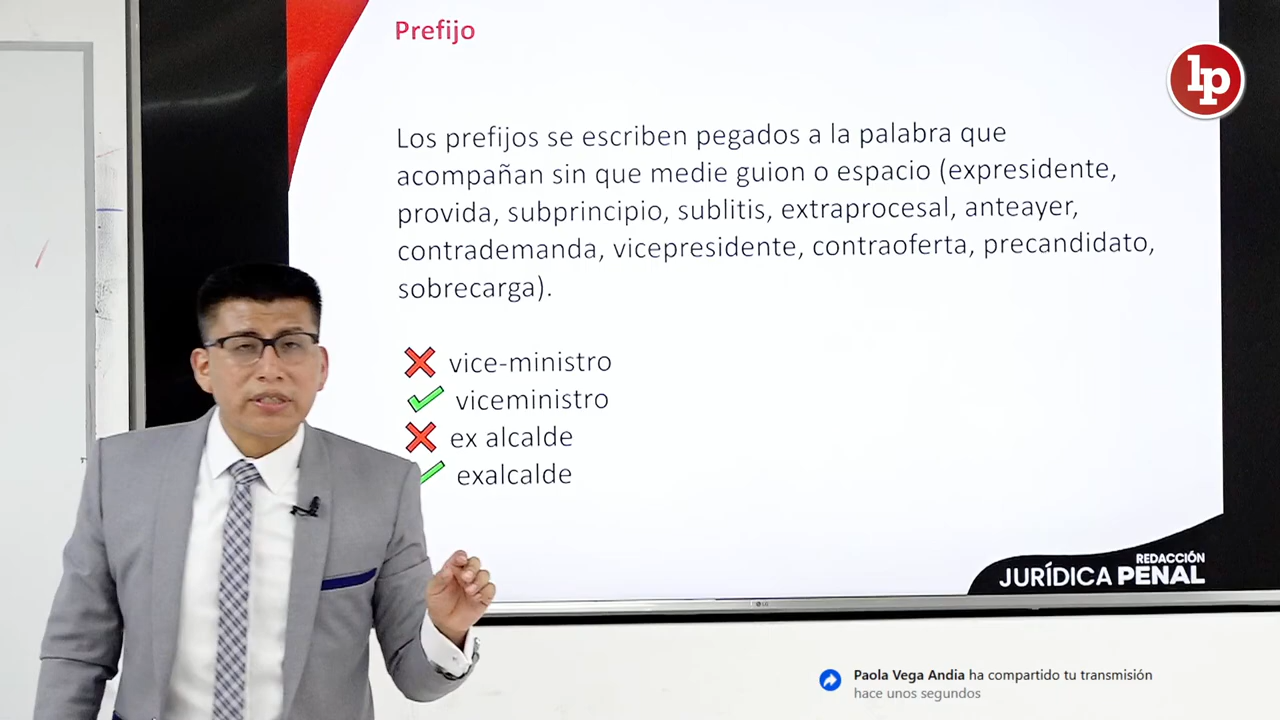 Prefijo
lp
Los prefijos se escriben pegados a la palabra que
acompañan sin que medie guion o espacio (expresidente,
provida, subprincipio, sublitis, extraprocesal, anteayer,
contrademanda, vicepresidente, contraoferta, precandidato,
sobrecarga).
vice-ministro
viceministro
ex alcalde
exalcalde
REDACCIÓN
JURÍDICA PENAL
LG
Paola Vega Andia ha compartido tu transmisión
hace unos segundos